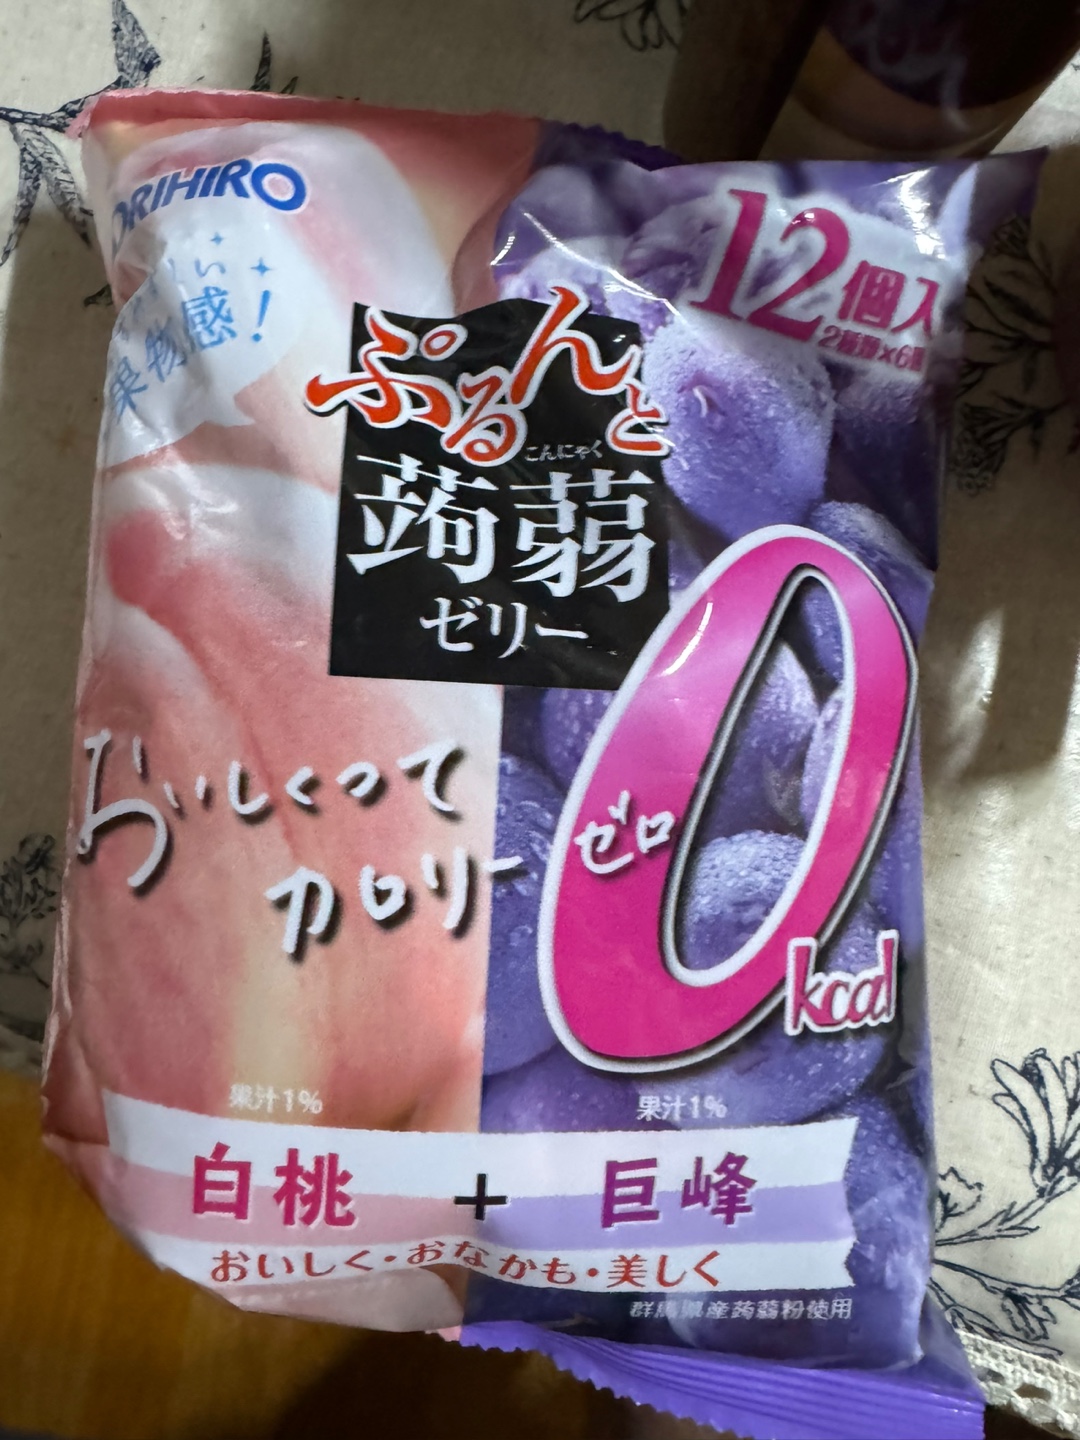 ORIHIRO
果物感！
12個入
2種類×6個
ぷるんと
こんにゃく
蒟蒻
ゼリー
おいしくって
カロリー
ゼロ
0
kcal
果汁1%
果汁1%
白桃 + 巨峰
おいしく・おなかも・美しく
群馬県産蒟蒻粉使用